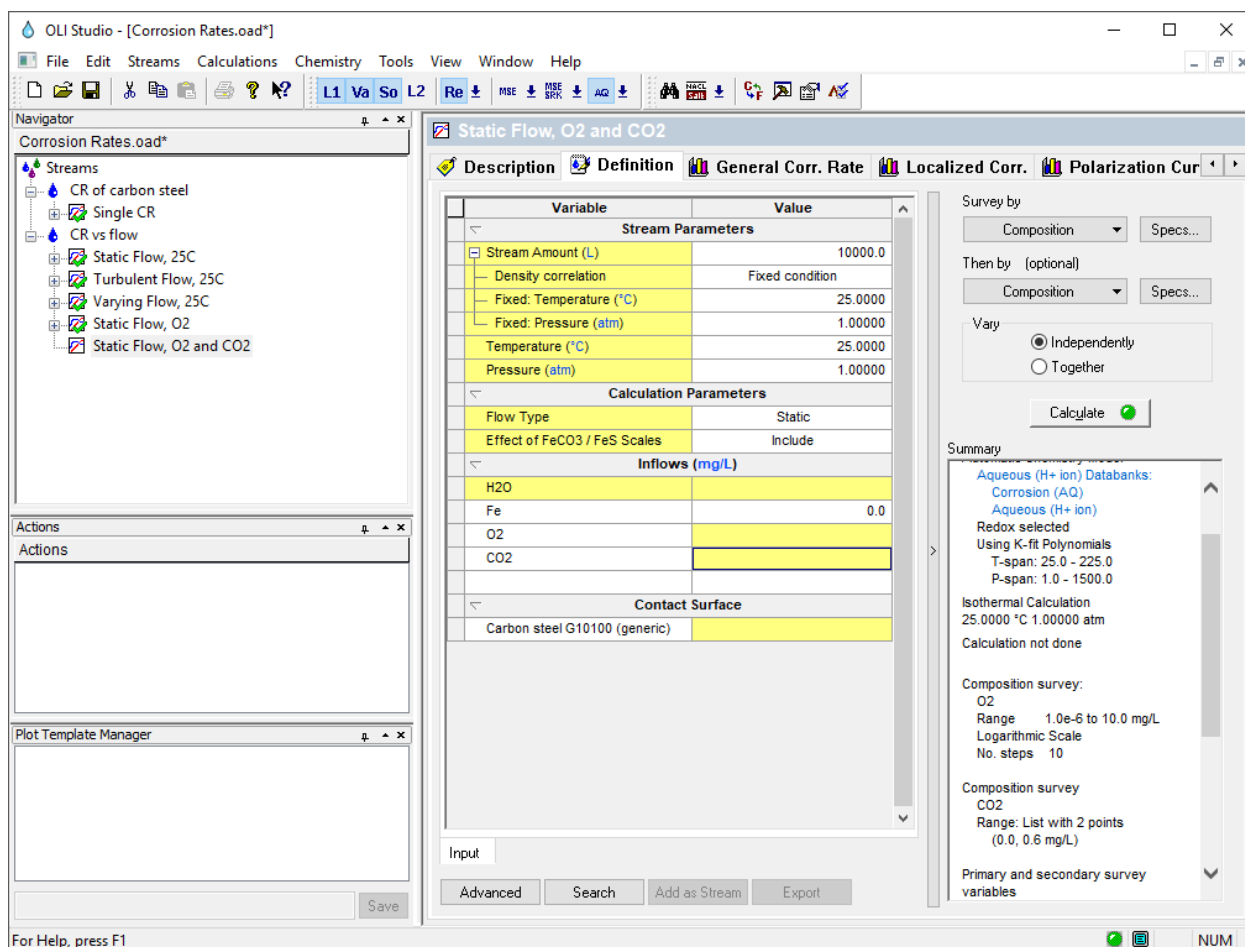 OLI Studio - [Corrosion Rates.oad*]
File Edit Streams Calculations Chemistry Tools View Window Help
L1 Va So L2 Re MSE MSE SRK AQ NACL Salt C F
Navigator
Corrosion Rates.oad*
Streams
CR of carbon steel
Single CR
CR vs flow
Static Flow, 25C
Turbulent Flow, 25C
Varying Flow, 25C
Static Flow, O2
Static Flow, O2 and CO2
Actions
Actions
Plot Template Manager
Save
Static Flow, O2 and CO2
Description Definition General Corr. Rate Localized Corr. Polarization Cur
Variable Value
Stream Parameters
Stream Amount (L) 10000.0
Density correlation Fixed condition
Fixed: Temperature (°C) 25.0000
Fixed: Pressure (atm) 1.00000
Temperature (°C) 25.0000
Pressure (atm) 1.00000
Calculation Parameters
Flow Type Static
Effect of FeCO3 / FeS Scales Include
Inflows (mg/L)
H2O
Fe 0.0
O2
CO2
Contact Surface
Carbon steel G10100 (generic)
Input
Advanced Search Add as Stream Export
Survey by
Composition Specs...
Then by (optional)
Composition Specs...
Vary
Independently
Together
Calculate
Summary
Aqueous (H+ ion) Databanks:
Corrosion (AQ)
Aqueous (H+ ion)
Redox selected
Using K-fit Polynomials
T-span: 25.0 - 225.0
P-span: 1.0 - 1500.0
Isothermal Calculation
25.0000 °C 1.00000 atm
Calculation not done
Composition survey:
O2
Range 1.0e-6 to 10.0 mg/L
Logarithmic Scale
No. steps 10
Composition survey
CO2
Range: List with 2 points
(0.0, 0.6 mg/L)
Primary and secondary survey
variables
For Help, press F1
NUM